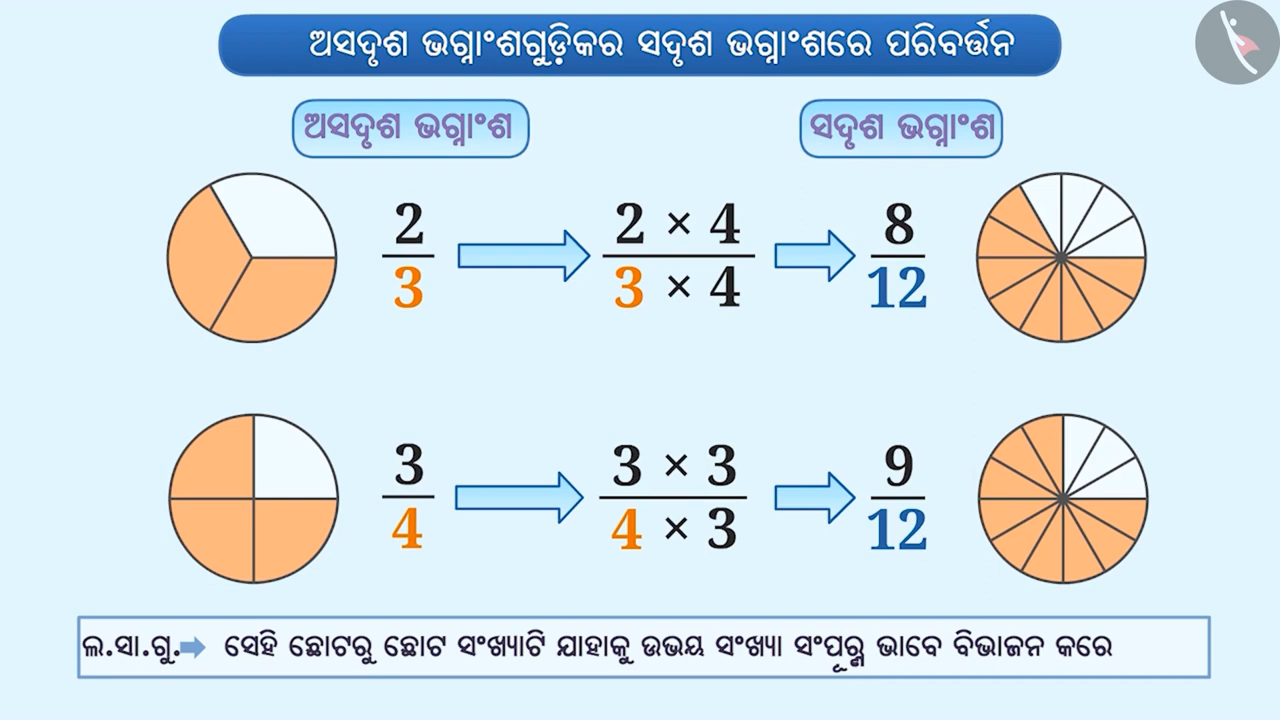 ଅସଦୃଶ ଭଗ୍ନାଂଶଗୁଡ଼ିକର ସଦୃଶ ଭଗ୍ନାଂଶରେ ପରିବର୍ତ୍ତନ
ଅସଦୃଶ ଭଗ୍ନାଂଶ
ସଦୃଶ ଭଗ୍ନାଂଶ
2 2 × 4 8
3 3 × 4 12
3 3 × 3 9
4 4 × 3 12
ଲ.ସା.ଗୁ. ସେହି ଛୋଟରୁ ଛୋଟ ସଂଖ୍ୟାଟି ଯାହାକୁ ଉଭୟ ସଂଖ୍ୟା ସଂପୂର୍ଣ୍ଣ ଭାବେ ବିଭାଜନ କରେ